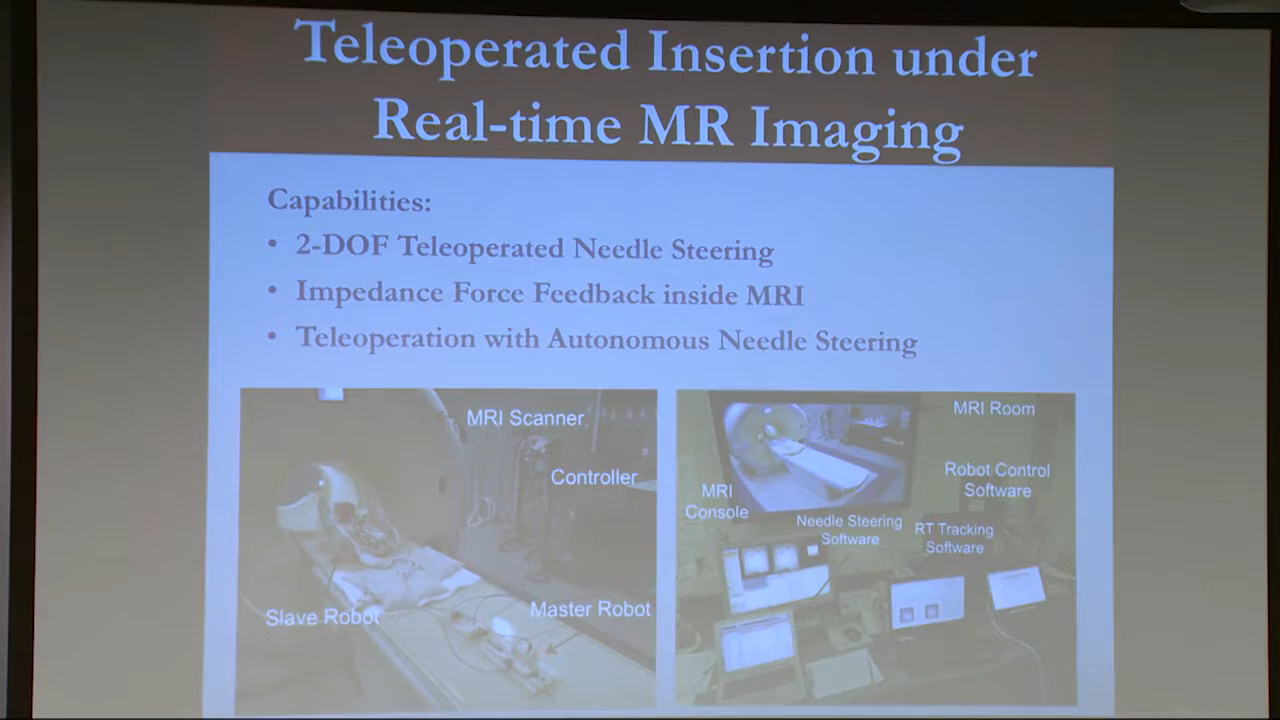 Teleoperated Insertion under
Real-time MR Imaging
Capabilities:
• 2-DOF Teleoperated Needle Steering
• Impedance Force Feedback inside MRI
• Teleoperation with Autonomous Needle Steering
MRI Scanner
Controller
Slave Robot
Master Robot
MRI Room
Robot Control
Software
MRI
Console
Needle Steering
Software
RT Tracking
Software